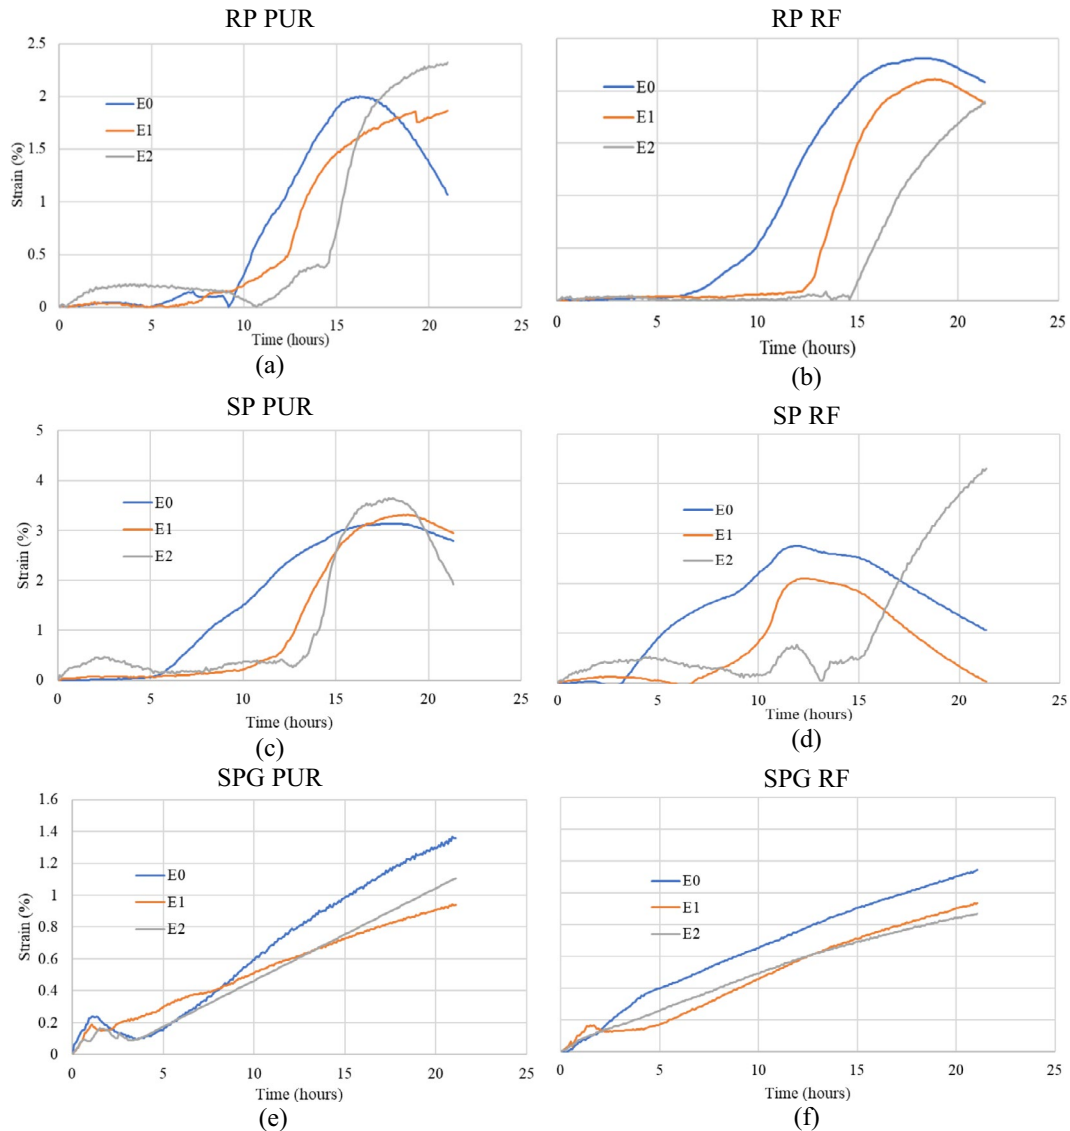 RP PUR
2.5
2
1.5
1
0.5
0
Strain (%)
E0
E1
E2
0 5 10 15 20 25
Time (hours)
(a)
RP RF
E0
E1
E2
0 5 10 15 20 25
Time (hours)
(b)
SP PUR
5
4
3
2
1
0
Strain (%)
E0
E1
E2
0 5 10 15 20 25
Time (hours)
(c)
SP RF
E0
E1
E2
0 5 10 15 20 25
Time (hours)
(d)
SPG PUR
1.6
1.4
1.2
1
0.8
0.6
0.4
0.2
0
Strain (%)
E0
E1
E2
0 5 10 15 20 25
Time (hours)
(e)
SPG RF
E0
E1
E2
0 5 10 15 20 25
Time (hours)
(f)